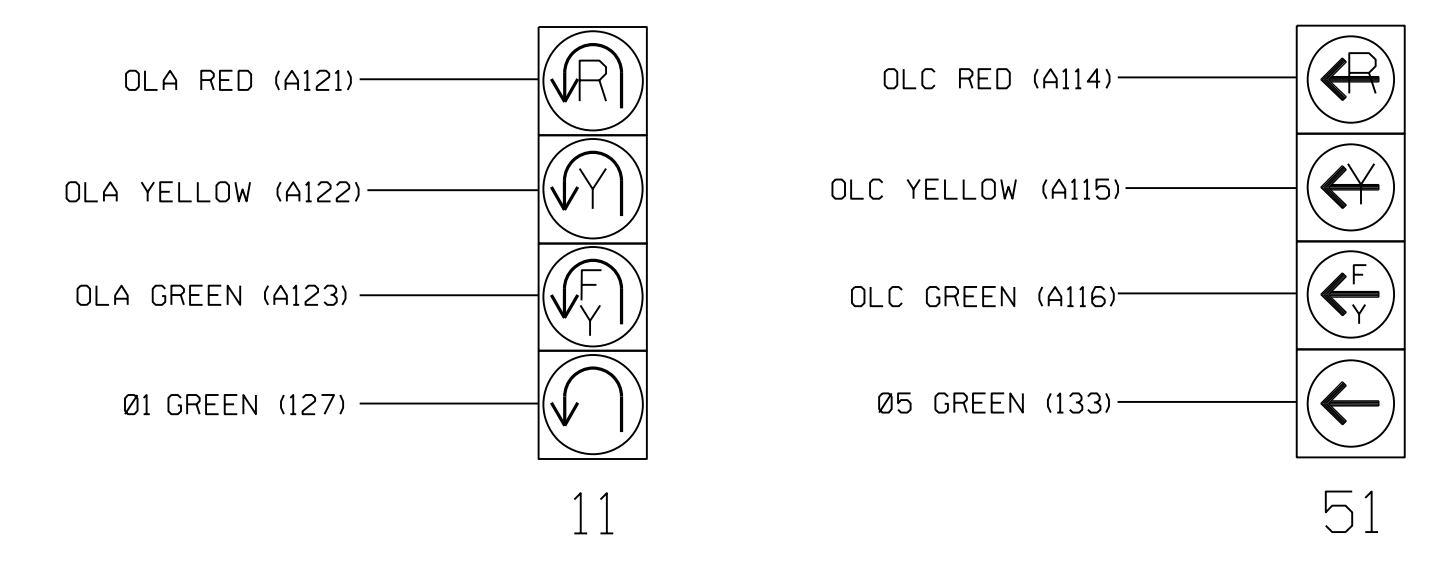 OLA RED (A121)
R
OLA YELLOW (A122)
Y
OLA GREEN (A123)
F
Y
Ø1 GREEN (127)
11
OLC RED (A114)
R
OLC YELLOW (A115)
Y
OLC GREEN (A116)
F
Y
Ø5 GREEN (133)
51